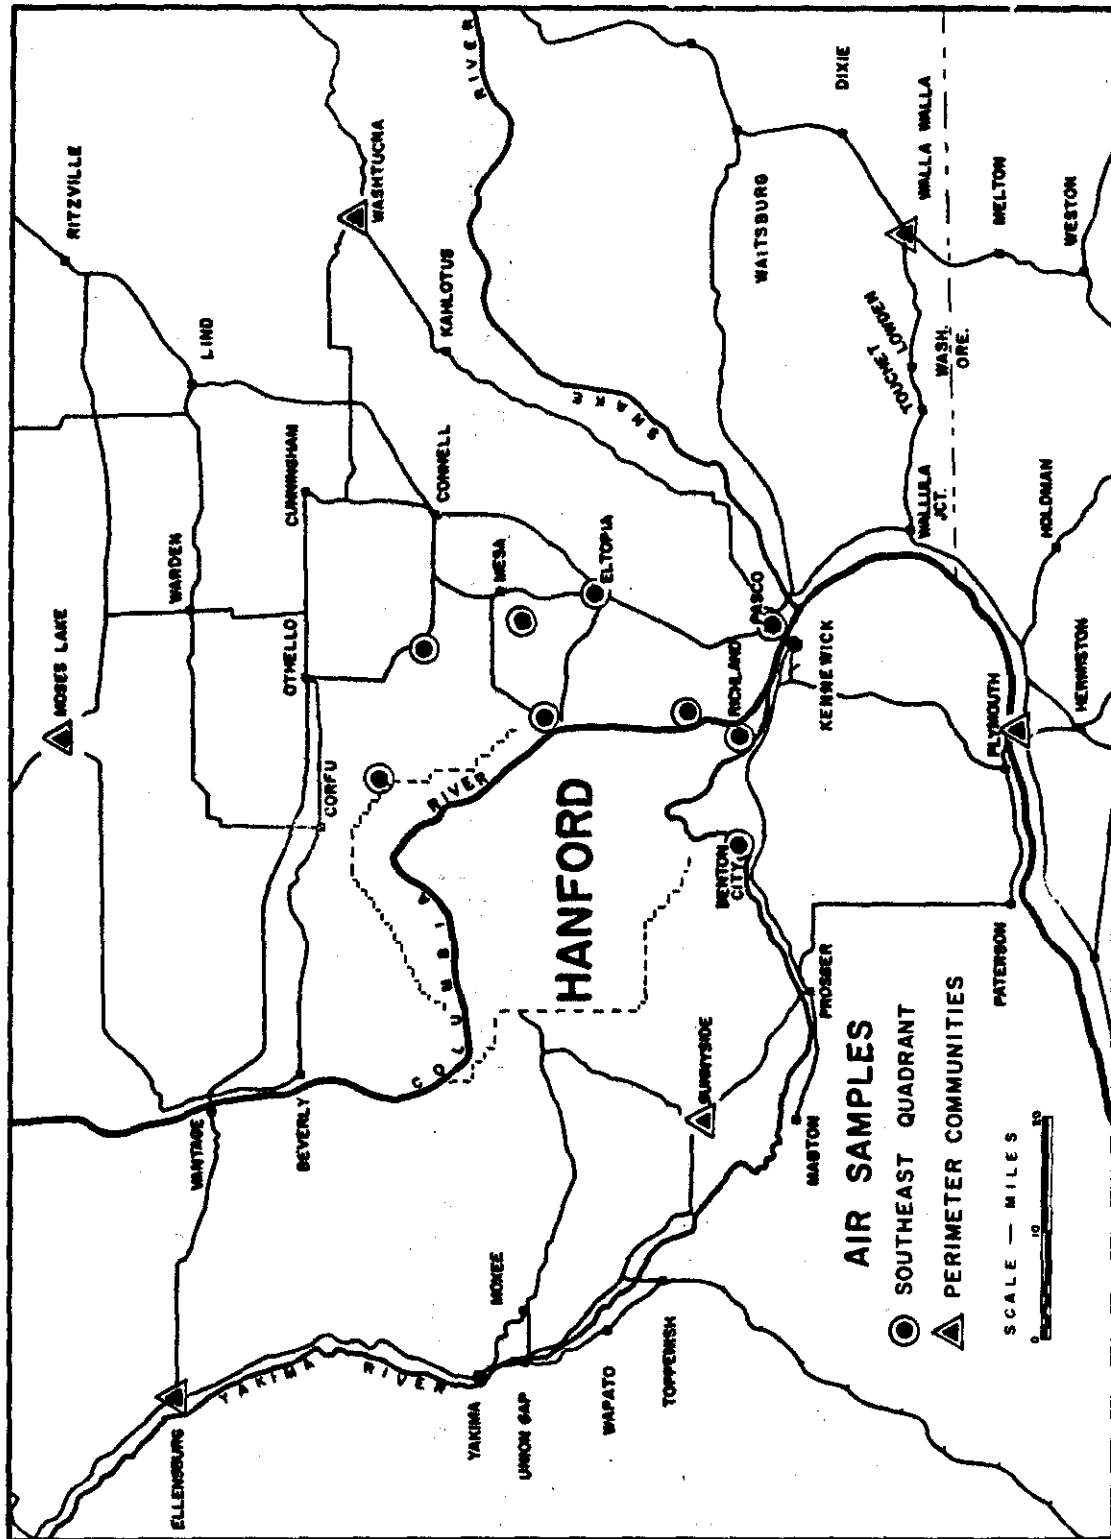 MOSES LAKE
RITZVILLE
ELLENSBURG
VANTAGE
WARDEN
LIND
BEVERLY
CORFU
OTHELLO
CUNNINGHAM
WASHTUCNA
YAKIMA RIVER
COLUMBIA RIVER
CONNELL
KAHLOTUS
SNAKE RIVER
YAKIMA
MOXEE
UNION GAP
MESA
ELTOPIA
HANFORD
WAPATO
TOPPENISH
SUNNYSIDE
BENTON
CITY
RICHLAND
PASCO
KENNEWICK
WAITSBURG
DIXIE
MABTON
PROSSER
TOUCHET
LOWDEN
WALLA WALLA
WALLULA
JCT.
WASH.
ORE.
PATERSON
PLYMOUTH
HOLDMAN
MELTON
HERMISTON
WESTON
AIR SAMPLES
SOUTHEAST QUADRANT
PERIMETER COMMUNITIES
SCALE — MILES
0 10 20